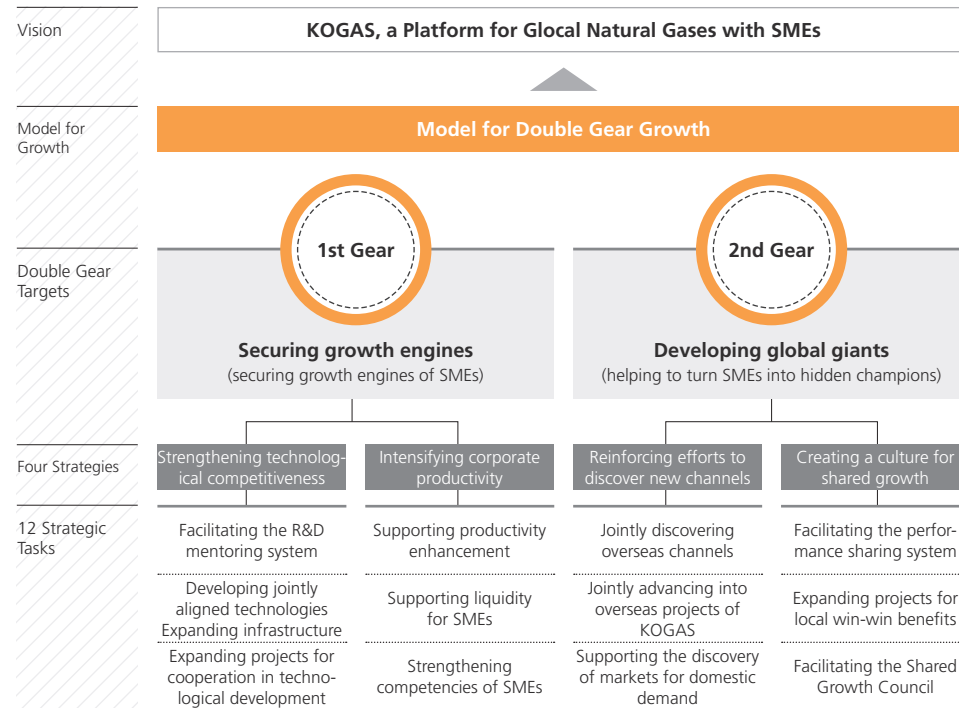 Vision
KOGAS, a Platform for Glocal Natural Gases with SMEs
Model for
Growth
Model for Double Gear Growth
1st Gear
2nd Gear
Double Gear
Targets
Securing growth engines
(securing growth engines of SMEs)
Developing global giants
(helping to turn SMEs into hidden champions)
Four Strategies
Strengthening technolog-
ical competitiveness
Intensifying corporate
productivity
Reinforcing efforts to
discover new channels
Creating a culture for
shared growth
12 Strategic
Tasks
Facilitating the R&D
mentoring system
Supporting productivity
enhancement
Jointly discovering
overseas channels
Facilitating the perfor-
mance sharing system
Developing jointly
aligned technologies
Expanding infrastructure
Supporting liquidity
for SMEs
Jointly advancing into
overseas projects of
KOGAS
Expanding projects for
local win-win benefits
Expanding projects for
cooperation in techno-
logical development
Strengthening
competencies of SMEs
Supporting the discovery
of markets for domestic
demand
Facilitating the Shared
Growth Council